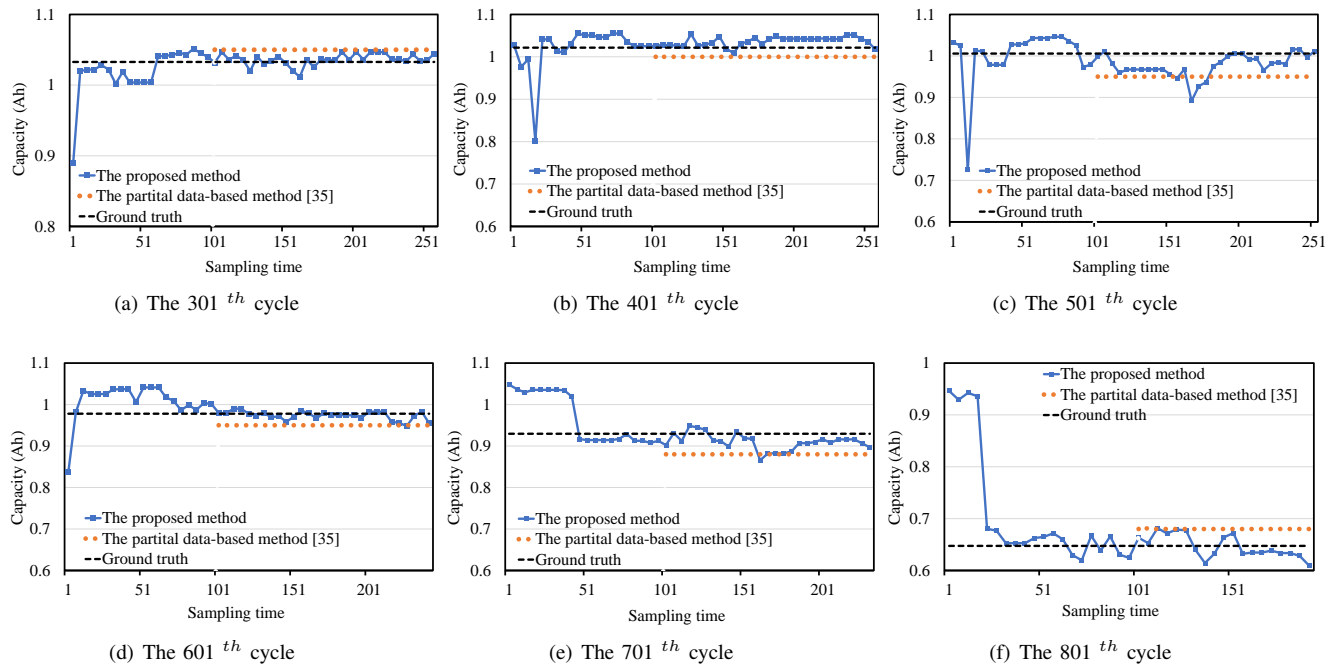 1.1
1
0.9
0.8
Capacity (Ah)
The proposed method
The partital data-based method [35]
Ground truth
1 51 101 151 201 251
Sampling time
(a) The 301 th cycle
1.1
1
0.9
0.8
0.7
0.6
Capacity (Ah)
The proposed method
The partital data-based method [35]
Ground truth
1 51 101 151 201 251
Sampling time
(b) The 401 th cycle
1.1
1
0.9
0.8
0.7
0.6
Capacity (Ah)
The proposed method
The partital data-based method [35]
Ground truth
1 51 101 151 201 251
Sampling time
(c) The 501 th cycle
1.1
1
0.9
0.8
0.7
0.6
Capacity (Ah)
The proposed method
The partital data-based method [35]
Ground truth
1 51 101 151 201
Sampling time
(d) The 601 th cycle
1.1
1
0.9
0.8
0.7
0.6
Capacity (Ah)
The proposed method
The partital data-based method [35]
Ground truth
1 51 101 151 201
Sampling time
(e) The 701 th cycle
1
0.9
0.8
0.7
0.6
Capacity (Ah)
The proposed method
The partital data-based method [35]
Ground truth
1 51 101 151
Sampling time
(f) The 801 th cycle